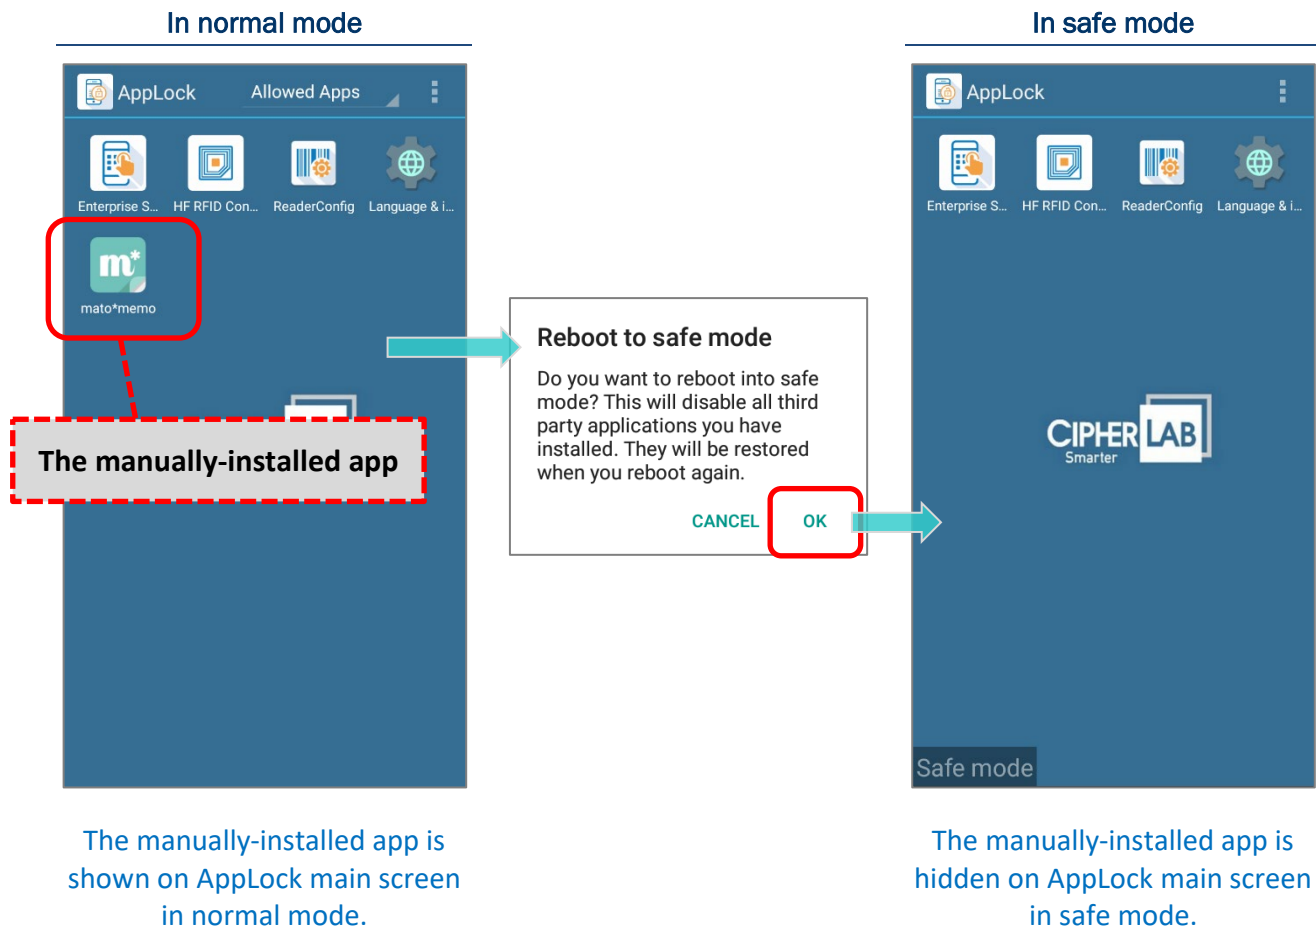 In normal mode
In safe mode
AppLock
Allowed Apps
Enterprise S...
HF RFID Con...
ReaderConfig
Language & i...
m*
mato*memo
The manually-installed app
Reboot to safe mode
Do you want to reboot into safe
mode? This will disable all third
party applications you have
installed. They will be restored
when you reboot again.
CANCEL
OK
AppLock
Enterprise S...
HF RFID Con...
ReaderConfig
Language & i...
CIPHERLAB
Smarter
Safe mode
The manually-installed app is
shown on AppLock main screen
in normal mode.
The manually-installed app is
hidden on AppLock main screen
in safe mode.